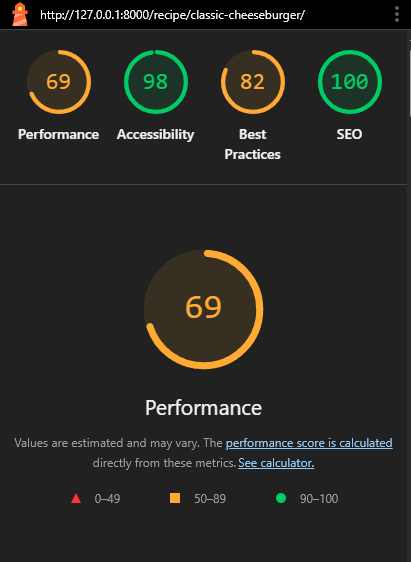 http://127.0.0.1:8000/recipe/classic-cheeseburger/
69 98 82 100
Performance Accessibility Best Practices SEO
69
Performance
Values are estimated and may vary. The performance score is calculated
directly from these metrics. See calculator.
0–49 50–89 90–100